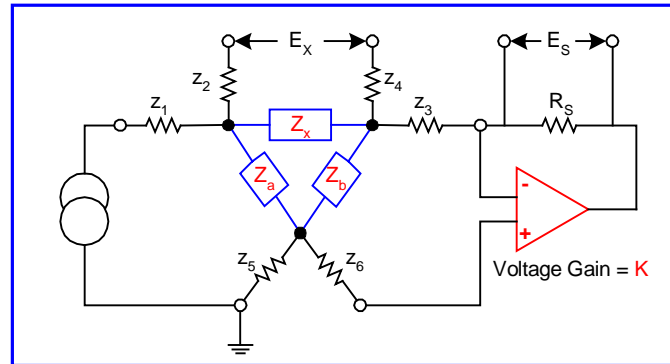 E_X
E_S
z_2
z_4
z_1
z_3
R_S
Z_x
Z_a
Z_b
-
+
z_5
z_6
Voltage Gain = K